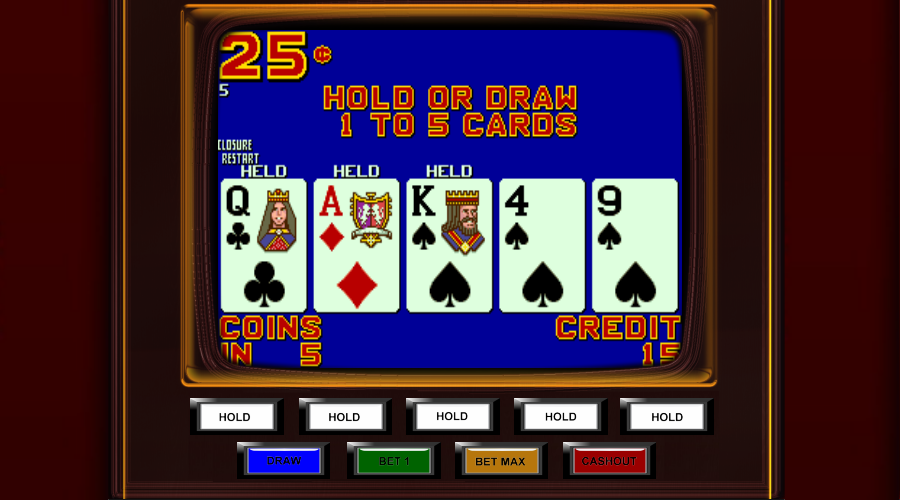 25¢
5
HOLD OR DRAW
1 TO 5 CARDS
CLOSURE
RESTART
HELD HELD HELD
Q A K 4 9
COINS CREDIT
IN 5 15
HOLD HOLD HOLD HOLD HOLD
DRAW BET 1 BET MAX CASHOUT